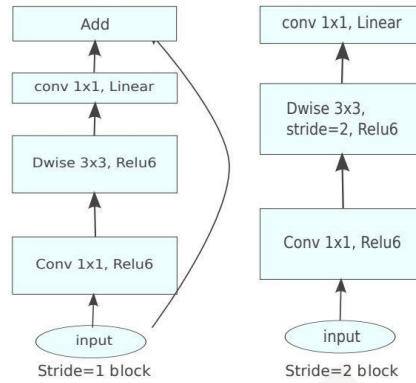 Add
conv 1x1, Linear
Dwise 3x3, Relu6
Conv 1x1, Relu6
input
Stride=1 block
conv 1x1, Linear
Dwise 3x3,
stride=2, Relu6
Conv 1x1, Relu6
input
Stride=2 block